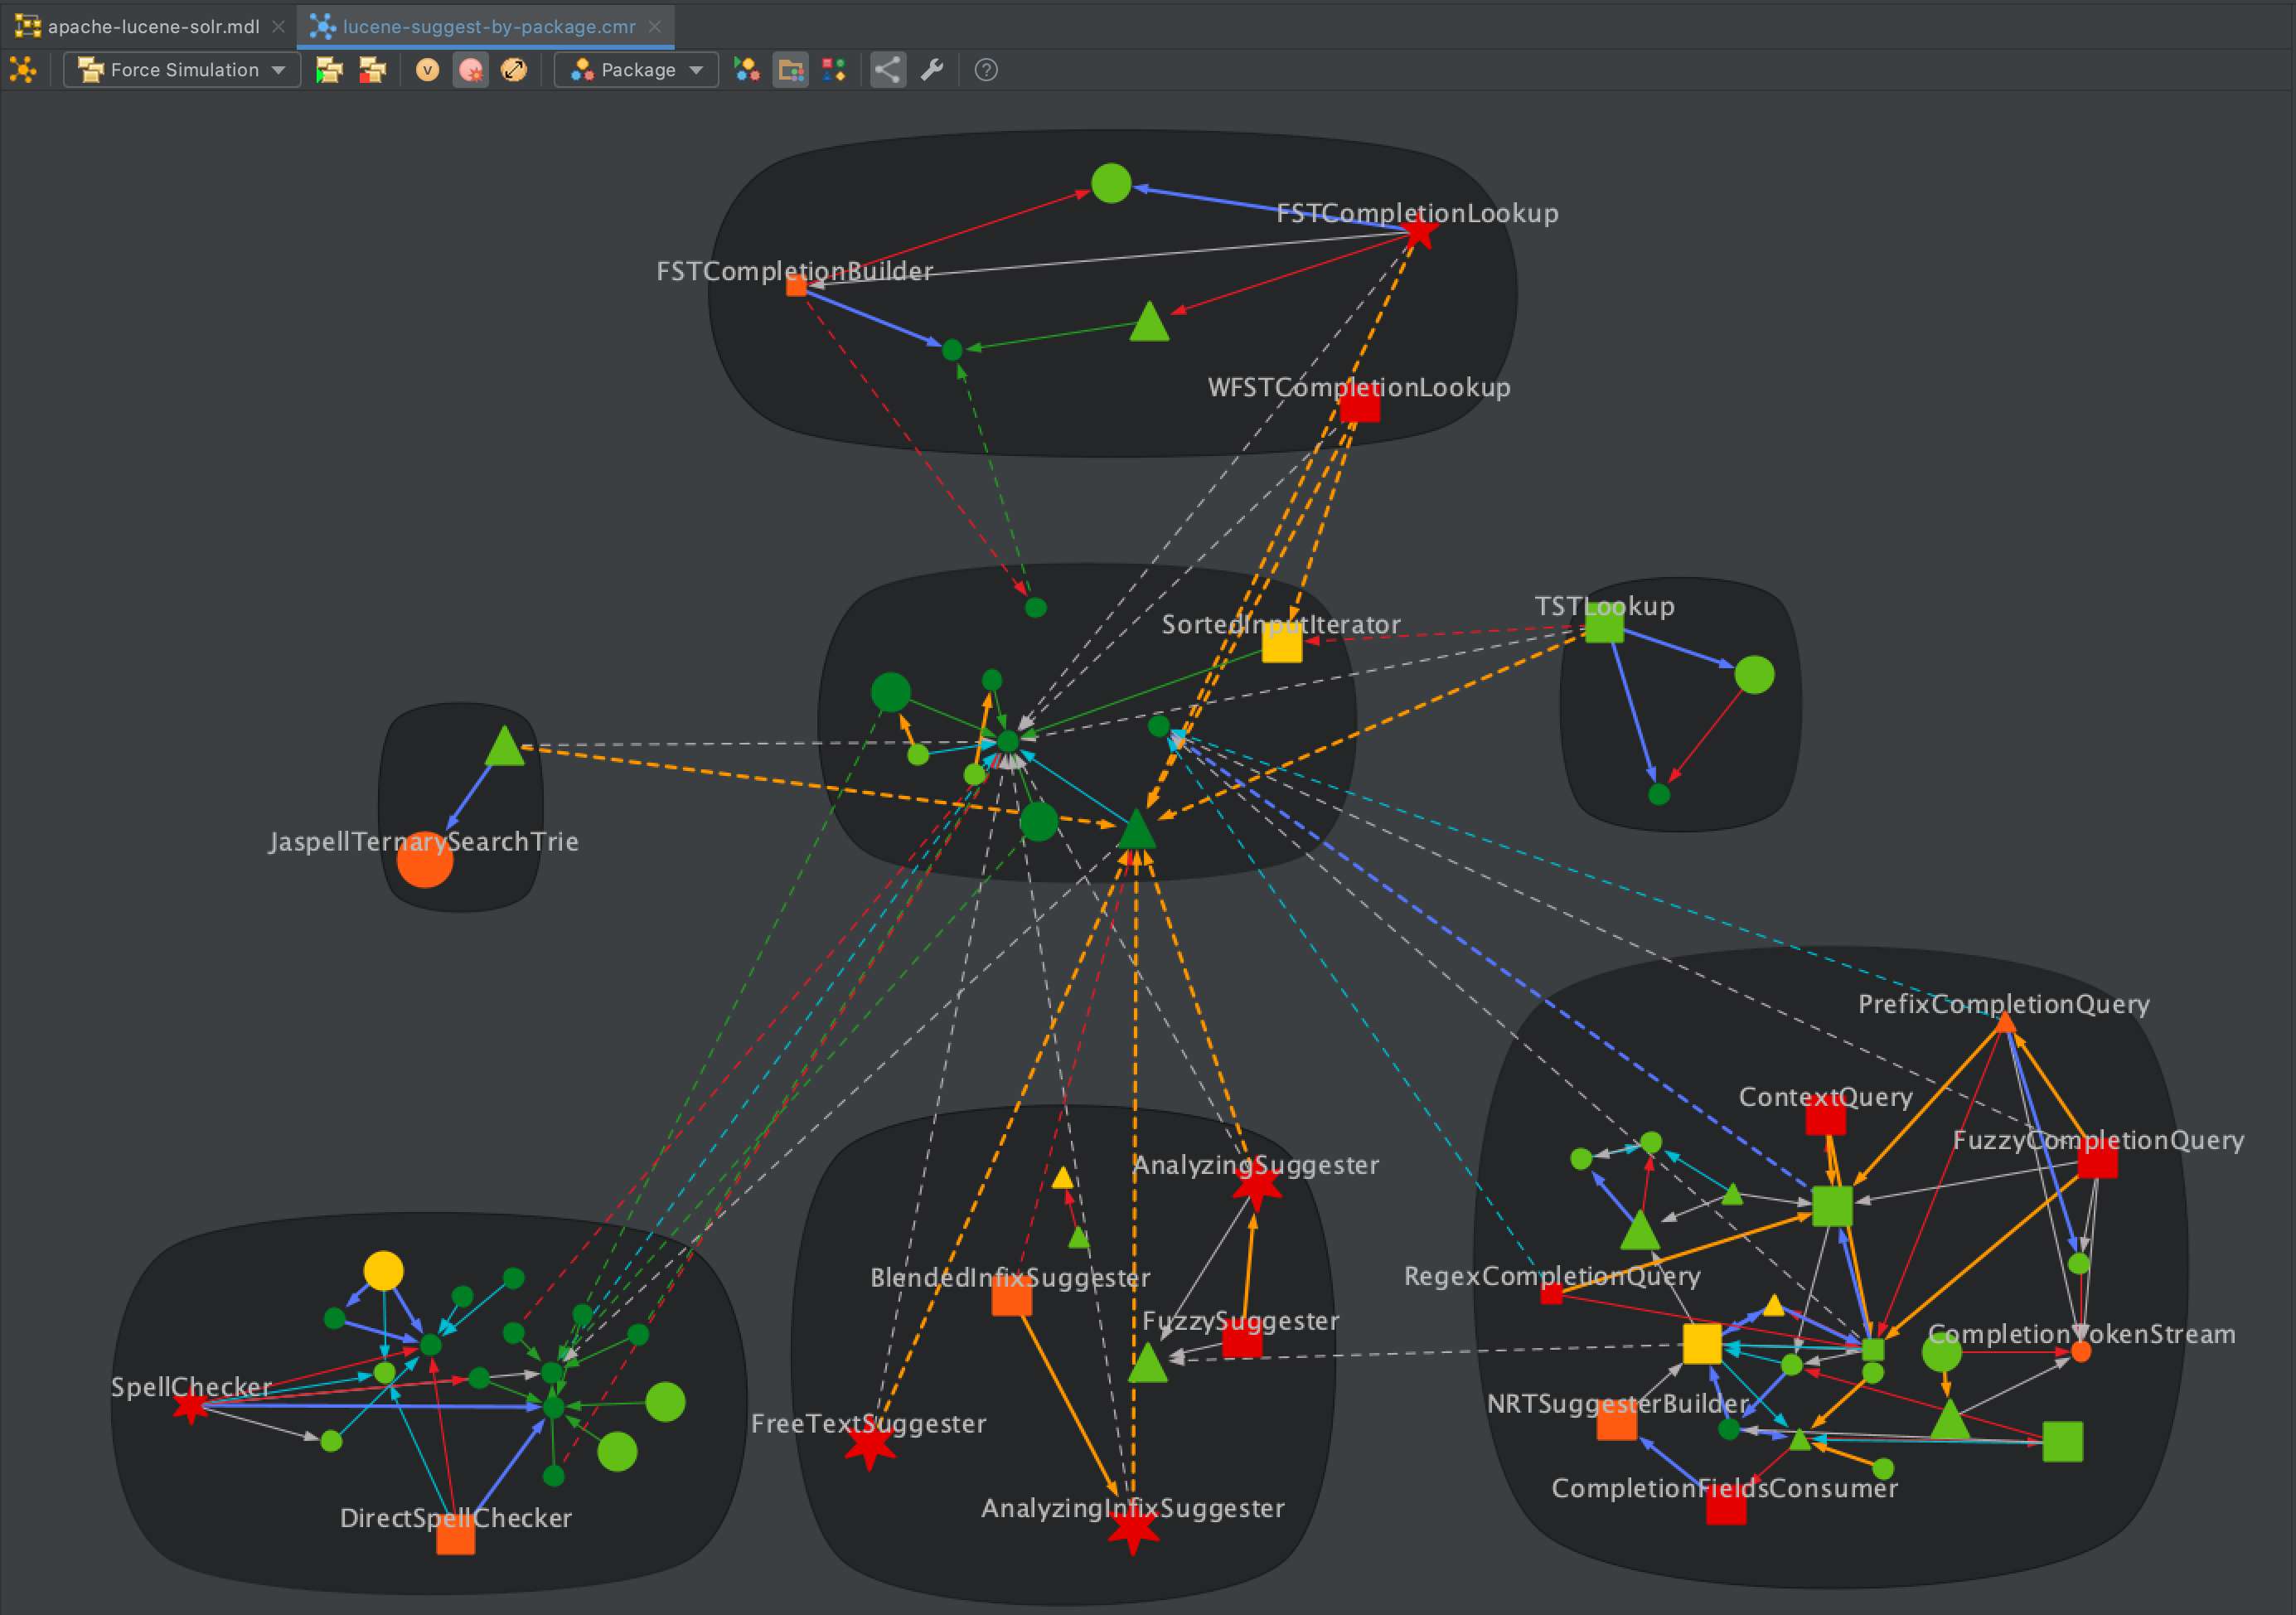 apache-lucene-solr.mdl
lucene-suggest-by-package.cmr
Force Simulation
V
Package
?
FSTCompletionLookup
FSTCompletionBuilder
WFSTCompletionLookup
TSTLookup
SortedInputIterator
JaspellTernarySearchTrie
PrefixCompletionQuery
ContextQuery
FuzzyCompletionQuery
AnalyzingSuggester
RegexCompletionQuery
BlendedInfixSuggester
FuzzySuggester
CompletionTokenStream
SpellChecker
NRTSuggesterBuilder
FreeTextSuggester
CompletionFieldsConsumer
AnalyzingInfixSuggester
DirectSpellChecker